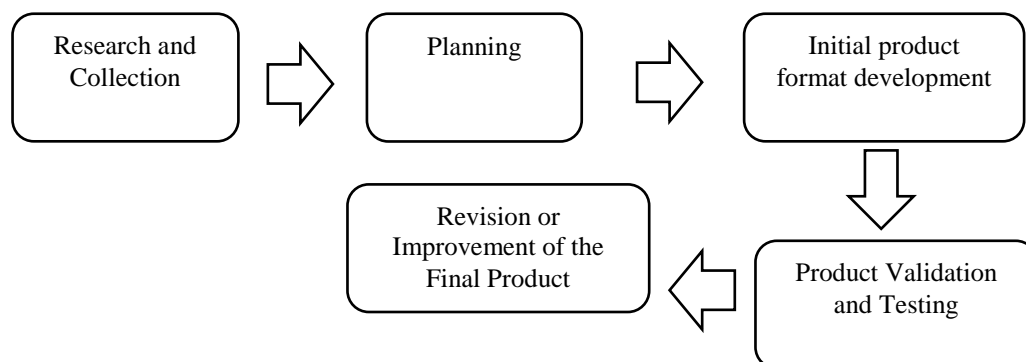 Research and
Collection
Planning
Initial product
format development
Product Validation
and Testing
Revision or
Improvement of the
Final Product